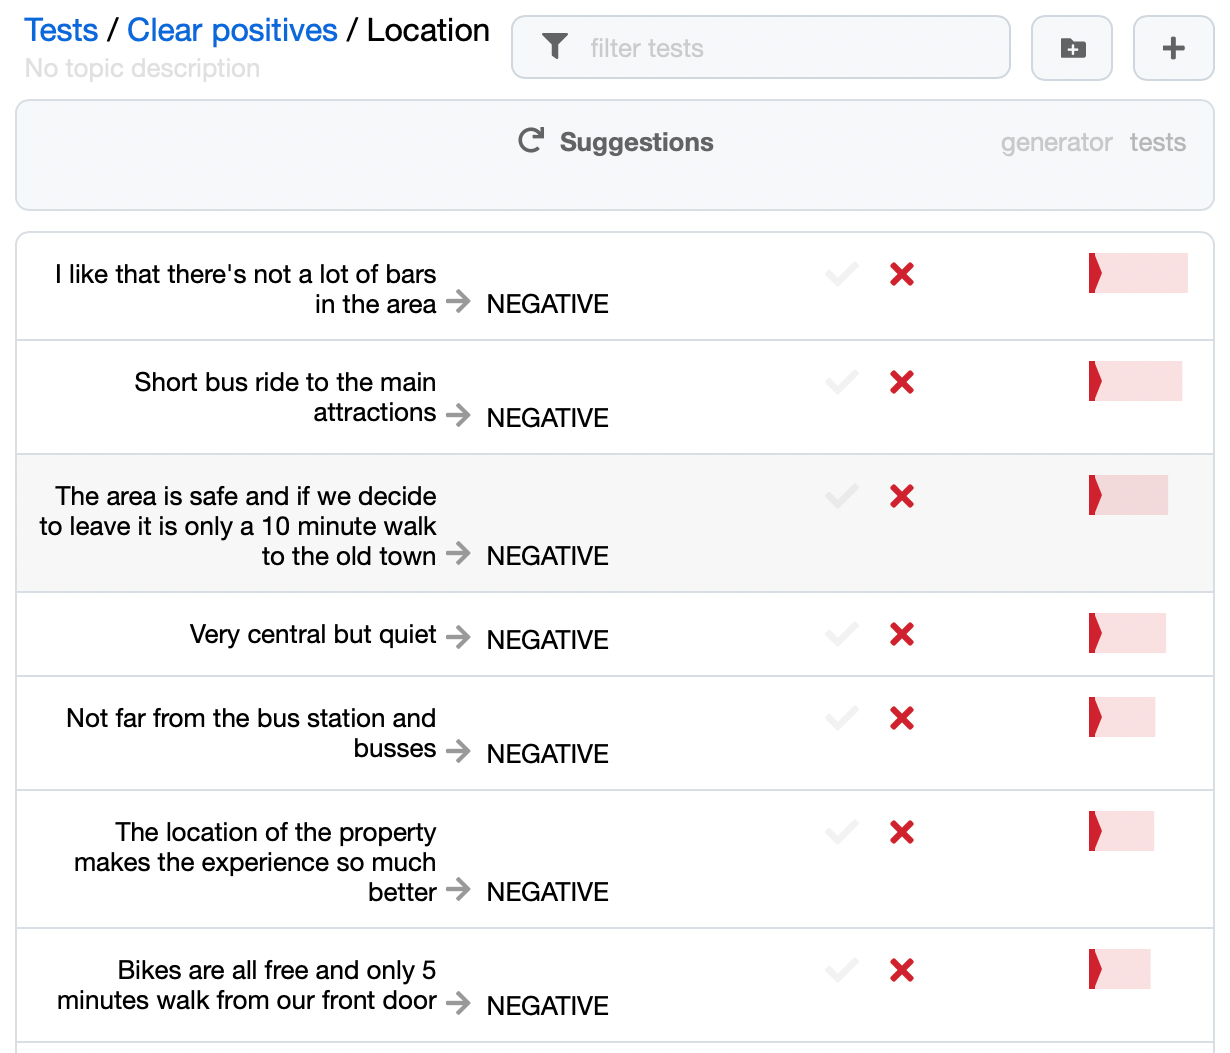 Tests / Clear positives / Location
No topic description
filter tests
Suggestions
generator tests
I like that there's not a lot of bars
in the area → NEGATIVE
Short bus ride to the main
attractions → NEGATIVE
The area is safe and if we decide
to leave it is only a 10 minute walk
to the old town → NEGATIVE
Very central but quiet → NEGATIVE
Not far from the bus station and
busses → NEGATIVE
The location of the property
makes the experience so much
better → NEGATIVE
Bikes are all free and only 5
minutes walk from our front door → NEGATIVE